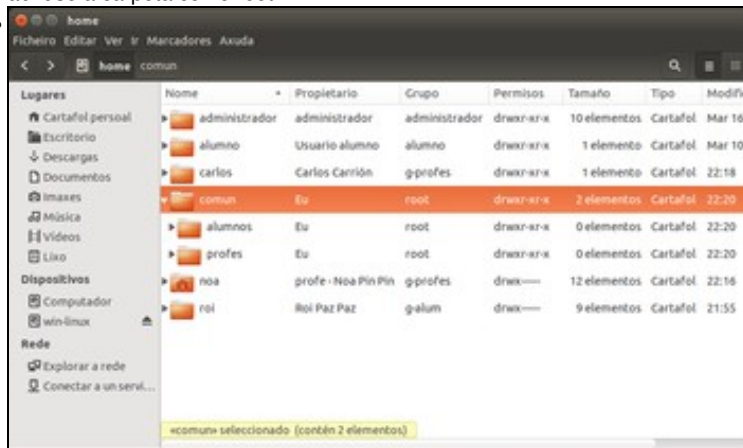 home
Ficheiro Editar Ver Ir Marcadores Axuda
home comun
Lugares
Cartafol persoal
Escritorio
Descargas
Documentos
Imaxes
Música
Vídeos
Lixo
Dispositivos
Computador
win-linux
Rede
Explorar a rede
Conectar a un servi...
Nome Propietario Grupo Permisos Tamaño Tipo Modifi
administrador administrador administrador drwxr-xr-x 10 elementos Cartafol Mar 16
alumno Usuario alumno alumno drwxr-xr-x 1 elemento Cartafol Mar 10
carlos Carlos Carrión g-profes drwxr-xr-x 1 elemento Cartafol 22:18
comun Eu root drwxr-xr-x 2 elementos Cartafol 22:20
alumnos Eu root drwxr-xr-x 0 elementos Cartafol 22:20
profes Eu root drwxr-xr-x 0 elementos Cartafol 22:20
noa profe - Noa Pin Pin g-profes drwx------ 12 elementos Cartafol 22:16
roi Roi Paz Paz g-alum drwx------ 9 elementos Cartafol 21:55
«comun» seleccionado (contén 2 elementos)